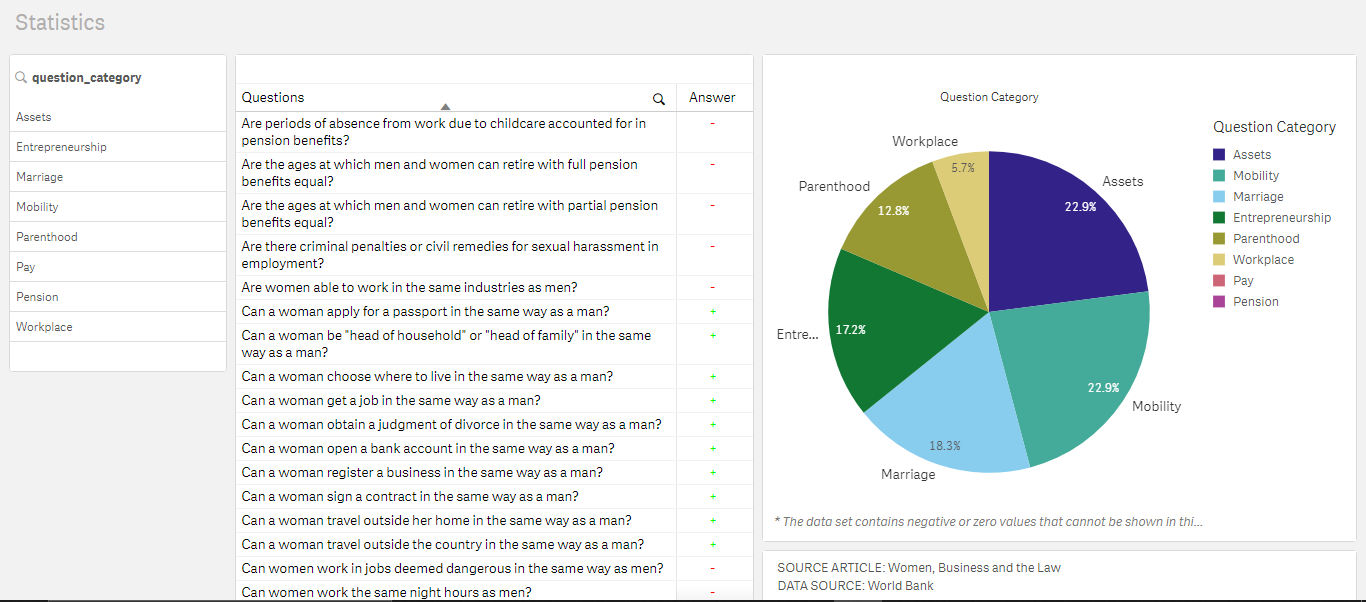 Statistics
question_category
Assets
Entrepreneurship
Marriage
Mobility
Parenthood
Pay
Pension
Workplace
Questions Answer
Are periods of absence from work due to childcare accounted for in -
pension benefits?
Are the ages at which men and women can retire with full pension -
benefits equal?
Are the ages at which men and women can retire with partial pension -
benefits equal?
Are there criminal penalties or civil remedies for sexual harassment in -
employment?
Are women able to work in the same industries as men? -
Can a woman apply for a passport in the same way as a man? +
Can a woman be "head of household" or "head of family" in the same +
way as a man?
Can a woman choose where to live in the same way as a man? +
Can a woman get a job in the same way as a man? +
Can a woman obtain a judgment of divorce in the same way as a man? +
Can a woman open a bank account in the same way as a man? +
Can a woman register a business in the same way as a man? +
Can a woman sign a contract in the same way as a man? +
Can a woman travel outside her home in the same way as a man? +
Can a woman travel outside the country in the same way as a man? +
Can women work in jobs deemed dangerous in the same way as men? -
Can women work the same night hours as men? -
Question Category
Workplace
5.7%
Parenthood
12.8%
Assets
22.9%
Entre...
17.2%
22.9%
Mobility
18.3%
Marriage
Question Category
Assets
Mobility
Marriage
Entrepreneurship
Parenthood
Workplace
Pay
Pension
* The data set contains negative or zero values that cannot be shown in thi...
SOURCE ARTICLE: Women, Business and the Law
DATA SOURCE: World Bank